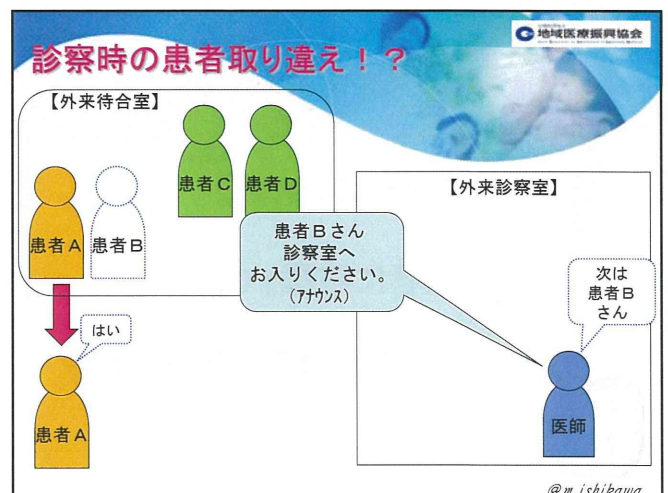 地域医療振興協会
診察時の患者取り違え!?
【外来待合室】
患者C
患者D
患者A
患者B
【外来診察室】
患者Bさん
診察室へ
お入りください。
(アナウンス)
次は
患者B
さん
はい
患者A
医師
@m.ishikawa